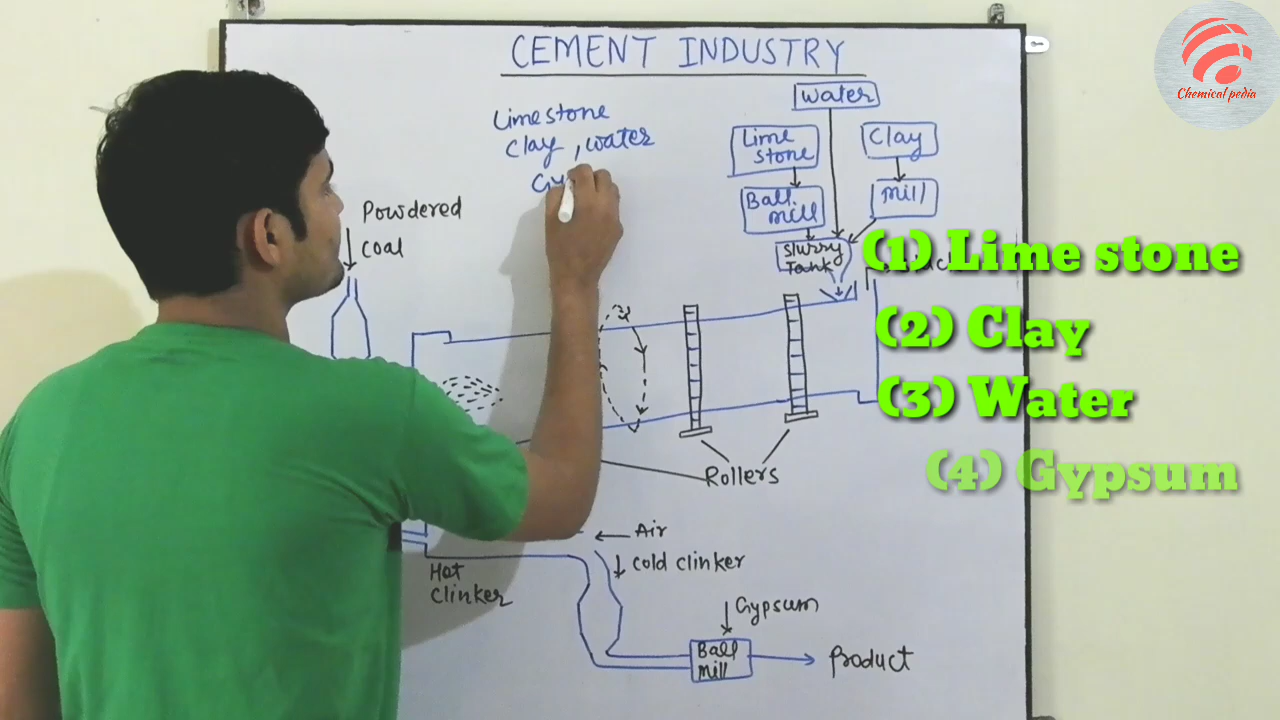 CEMENT INDUSTRY
Chemical pedia
Water
Limestone
Clay, water
Gy
Lime
stone
Clay
Ball
mill
Mill
Powdered
coal
Slurry
Tank
(1) Lime stone
(2) Clay
(3) Water
(4) Gypsum
Rollers
Air
Cold clinker
Hot
clinker
Gypsum
Ball
mill
Product